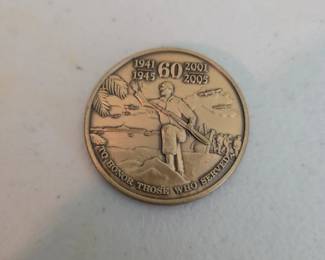 1941 60 2001
1945 2005
TO HONOR THOSE WHO SERVED